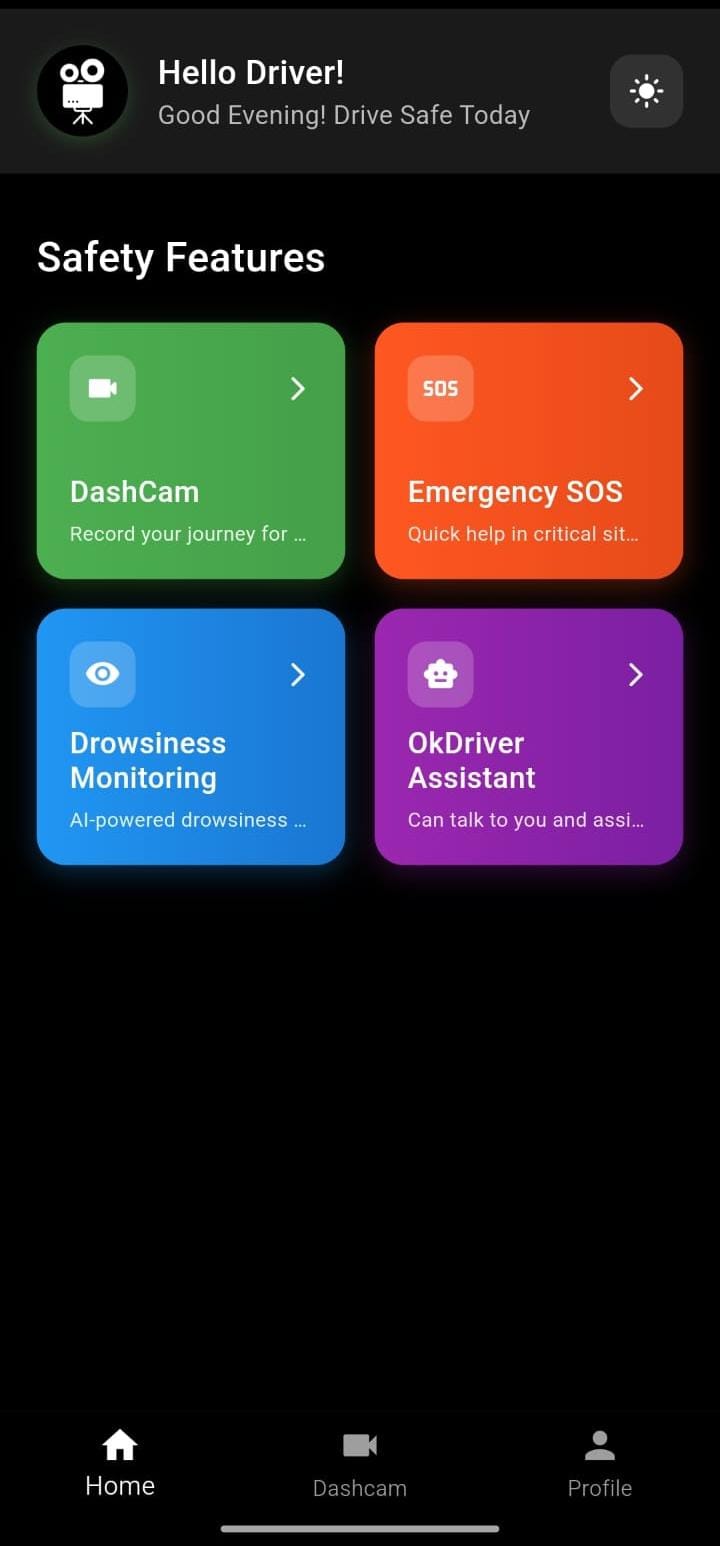 Hello Driver!
Good Evening! Drive Safe Today
Safety Features
DashCam
Record your journey for ...
SOS
Emergency SOS
Quick help in critical sit...
Drowsiness
Monitoring
AI-powered drowsiness ...
OkDriver
Assistant
Can talk to you and assi...
Home
Dashcam
Profile